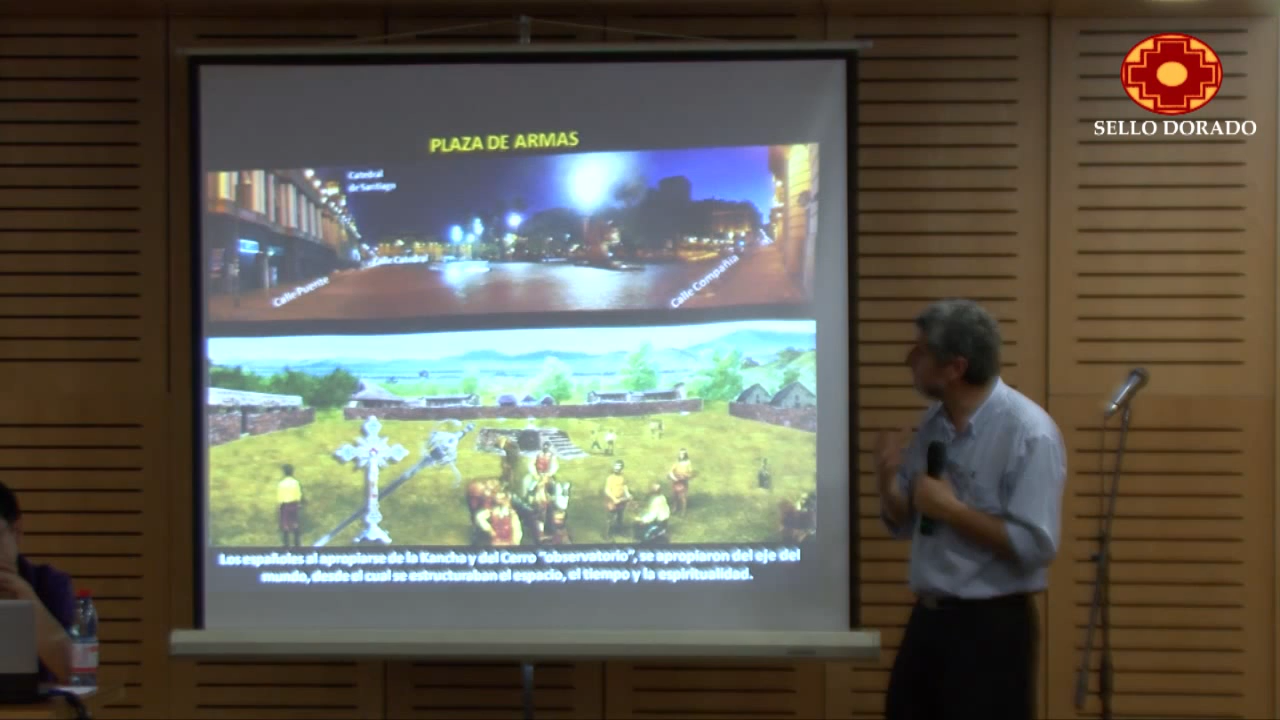 SELLO DORADO
PLAZA DE ARMAS
Catedral
de Santiago
Calle Catedral
Calle Puente
Calle Compañia
Los españoles al apropiarse de la Kancha y del Cerro "observatorio", se apropiaron del eje del
mundo, desde el cual se estructuraban el espacio, el tiempo y la espiritualidad.